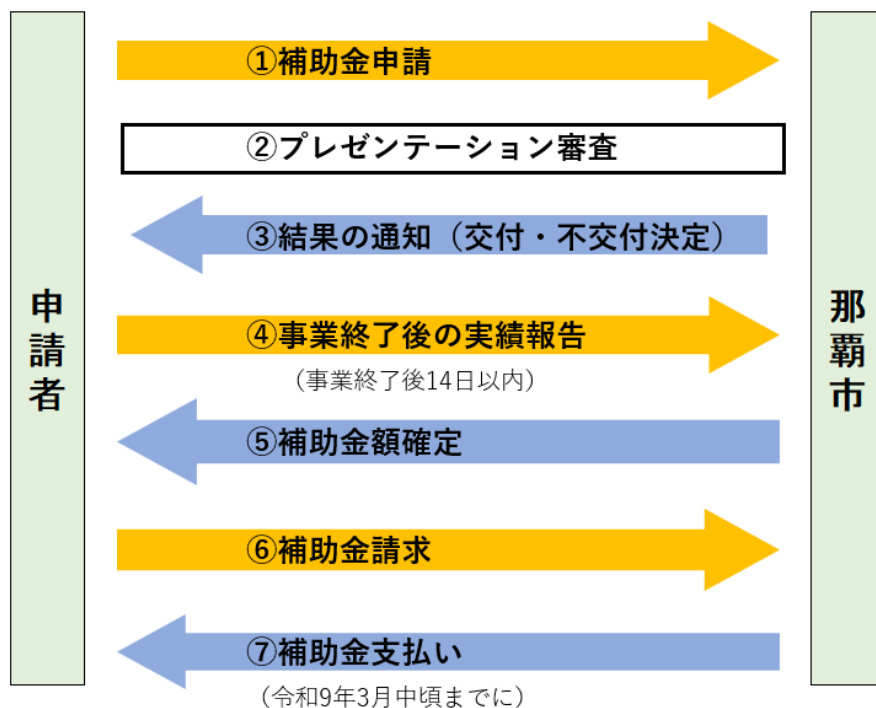 申請者
①補助金申請
②プレゼンテーション審査
③結果の通知（交付・不交付決定）
④事業終了後の実績報告
（事業終了後14日以内）
⑤補助金額確定
⑥補助金請求
⑦補助金支払い
（令和9年3月中頃までに）
那覇市